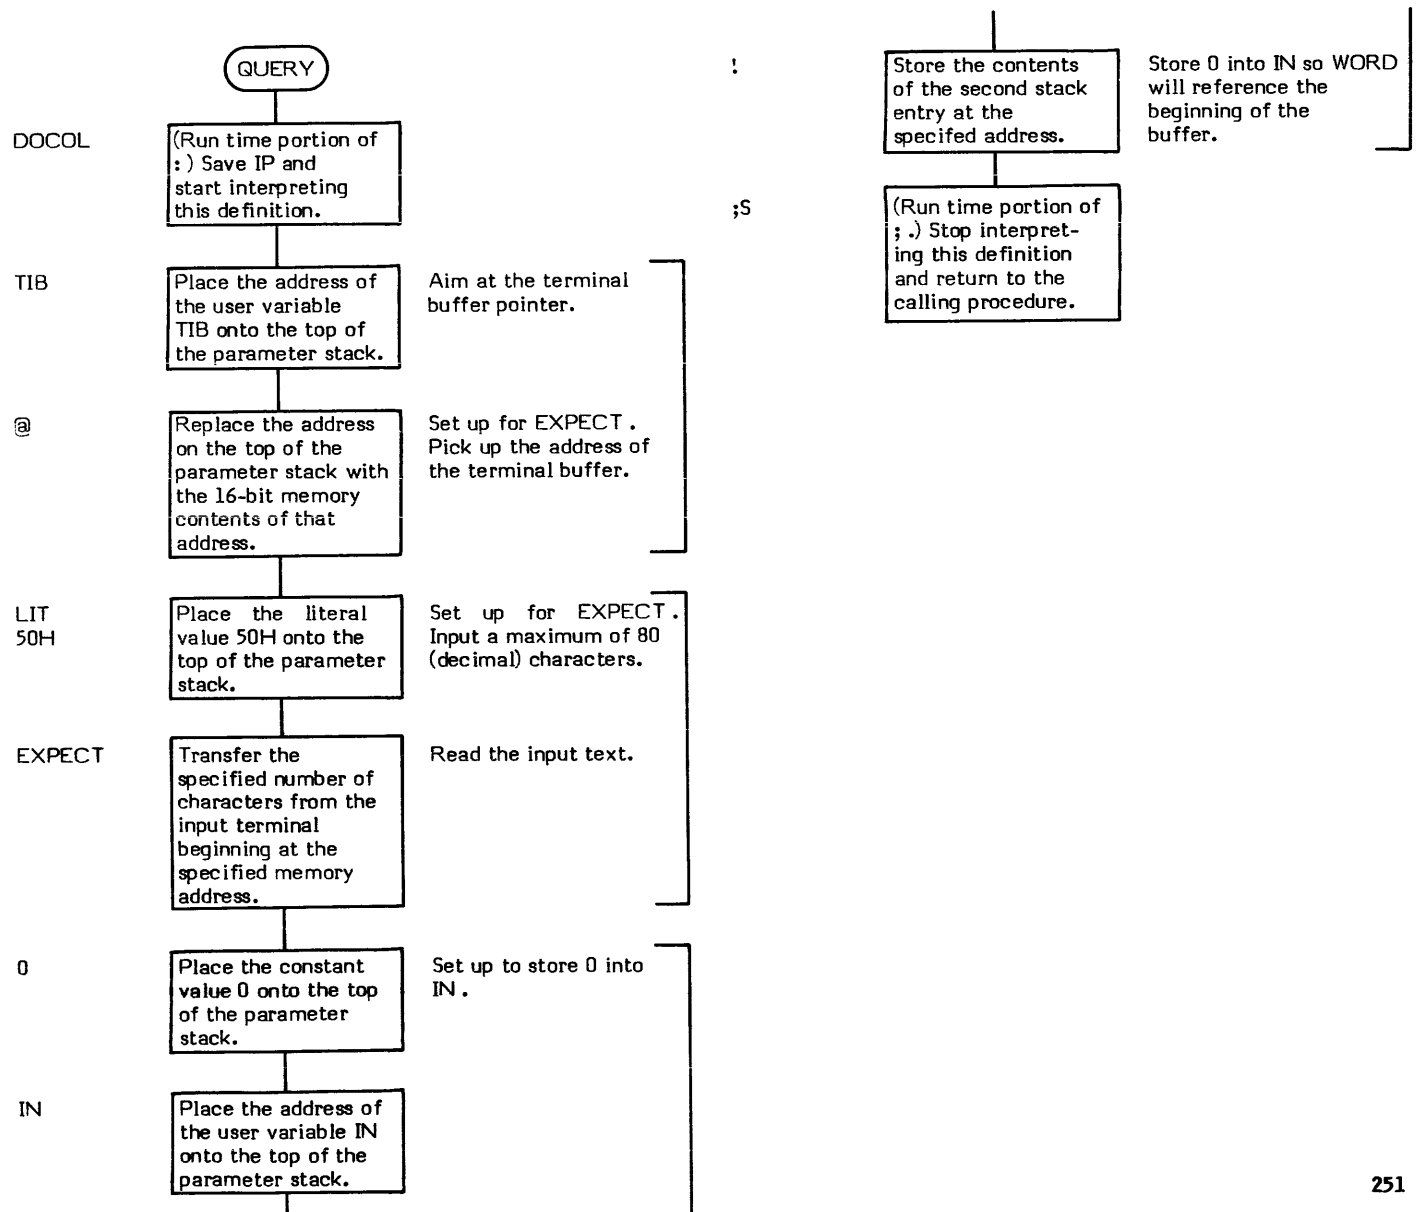 QUERY
DOCOL
(Run time portion of
: ) Save IP and
start interpreting
this definition.
TIB
Place the address of
the user variable
TIB onto the top of
the parameter stack.
Aim at the terminal
buffer pointer.
@
Replace the address
on the top of the
parameter stack with
the 16-bit memory
contents of that
address.
Set up for EXPECT .
Pick up the address of
the terminal buffer.
LIT
50H
Place the literal
value 50H onto the
top of the parameter
stack.
Set up for EXPECT .
Input a maximum of 80
(decimal) characters.
EXPECT
Transfer the
specified number of
characters from the
input terminal
beginning at the
specified memory
address.
Read the input text.
0
Place the constant
value 0 onto the top
of the parameter
stack.
Set up to store 0 into
IN .
IN
Place the address of
the user variable IN
onto the top of the
parameter stack.
!
Store the contents
of the second stack
entry at the
specifed address.
Store 0 into IN so WORD
will reference the
beginning of the
buffer.
;S
(Run time portion of
; .) Stop interpret-
ing this definition
and return to the
calling procedure.
251